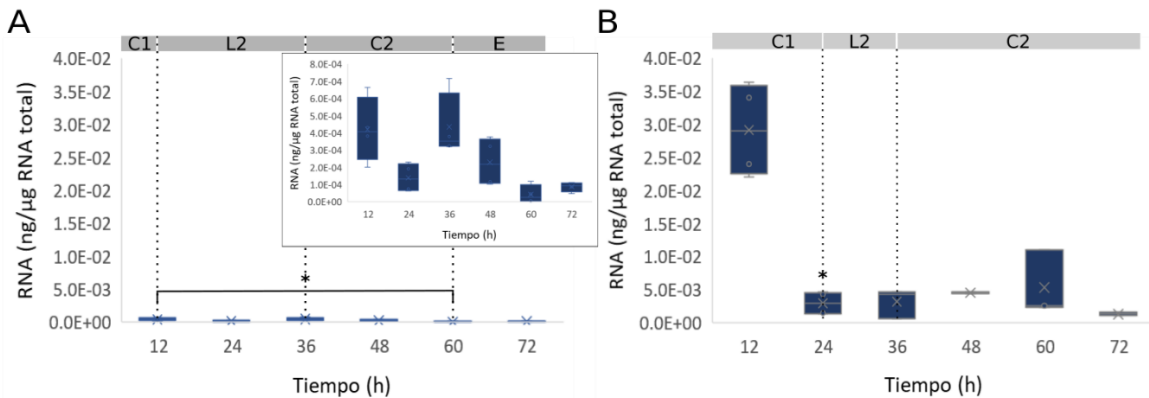 A
C1 L2 C2 E
4.0E-02
3.5E-02
3.0E-02
2.5E-02
2.0E-02
1.5E-02
1.0E-02
5.0E-03
0.0E+00
RNA (ng/µg RNA total)
12 24 36 48 60 72
Tiempo (h)
*
8.0E-04
7.0E-04
6.0E-04
5.0E-04
4.0E-04
3.0E-04
2.0E-04
1.0E-04
0.0E+00
RNA (ng/µg RNA total)
12 24 36 48 60 72
Tiempo (h)
B
C1 L2 C2
4.0E-02
3.5E-02
3.0E-02
2.5E-02
2.0E-02
1.5E-02
1.0E-02
5.0E-03
0.0E+00
RNA (ng/µg RNA total)
*
12 24 36 48 60 72
Tiempo (h)